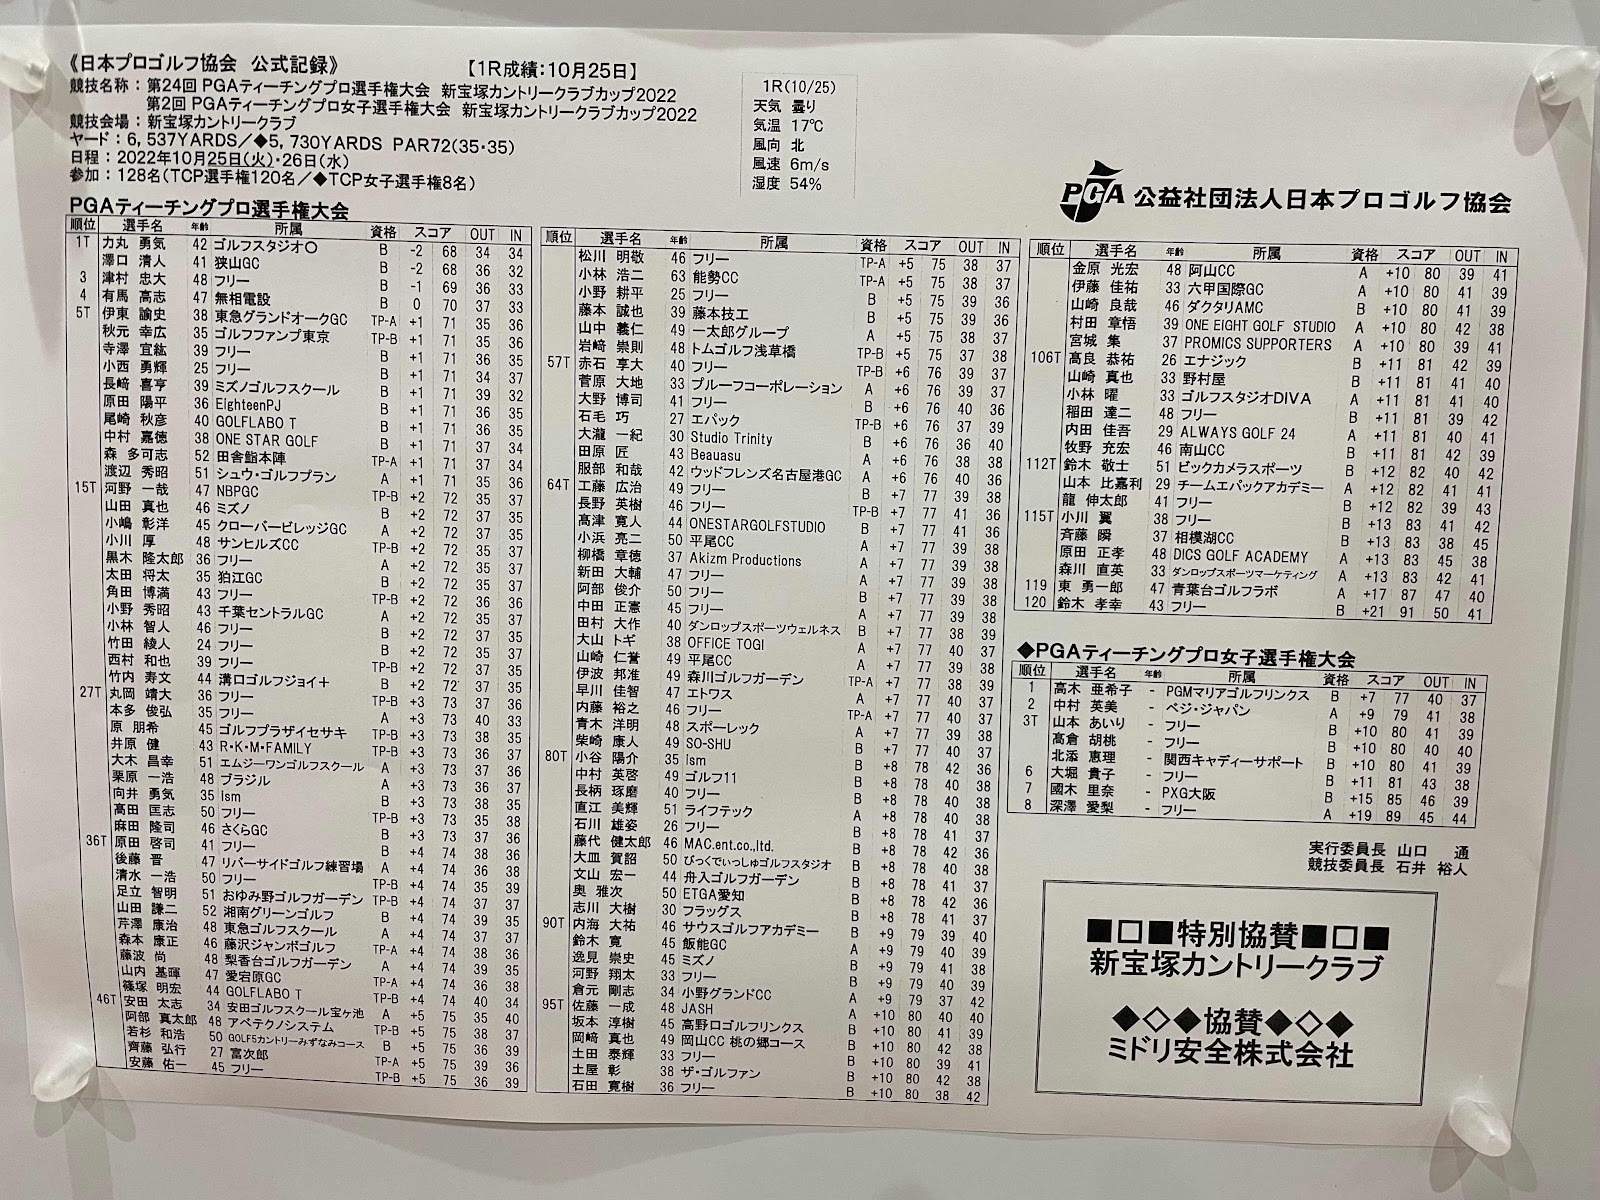 《日本プロゴルフ協会 公式記録》 【1R成績:10月25日】
競技名称:第24回 PGAティーチングプロ選手権大会 新宝塚カントリークラブカップ2022
第2回 PGAティーチングプロ女子選手権大会 新宝塚カントリークラブカップ2022
競技会場:新宝塚カントリークラブ
ヤード:6,537YARDS/◆5,730YARDS PAR72(35・35)
日程:2022年10月25日(火)・26日(水)
参加:128名(TCP選手権120名/◆TCP女子選手権8名)
1R(10/25)
天気 曇り
気温 17℃
風向 北
風速 6m/s
湿度 54%
PGA 公益社団法人日本プロゴルフ協会
PGAティーチングプロ選手権大会
順位 選手名 年齢 所属 資格 スコア OUT IN
1T 力丸 勇気 42 ゴルフスタジオ〇 B -2 68 34 34
澤口 清人 41 狭山GC B -2 68 36 32
3 津村 忠大 48 フリー B -1 69 36 33
4 有馬 高志 47 無相電設 B 0 70 37 33
5T 伊東 諭史 38 東急グランドオークGC TP-A +1 71 35 36
秋元 幸広 35 ゴルフファンプ東京 TP-B +1 71 36 35
寺澤 宜紘 39 フリー B +1 71 36 35
小西 勇輝 25 フリー B +1 71 34 37
長崎 喜亨 39 ミズノゴルフスクール B +1 71 39 32
原田 陽平 36 EighteenPJ B +1 71 36 35
尾崎 秋彦 40 GOLFLABO T B +1 71 36 35
中村 嘉徳 38 ONE STAR GOLF B +1 71 37 34
森 多可志 52 田舎鮨本陣 TP-A +1 71 37 34
渡辺 秀昭 51 シュウ・ゴルフプラン A +1 71 35 36
15T 河野 一哉 47 NBPGC TP-B +2 72 37 35
山田 真也 46 ミズノ B +2 72 37 35
小嶋 彰洋 45 クローバービレッジGC A +2 72 37 35
小川 厚 48 サンヒルズCC TP-B +2 72 37 35
黒木 隆太郎 36 フリー B +2 72 35 37
太田 将太 35 狛江GC A +2 72 35 37
角田 博満 43 フリー TP-B +2 72 36 36
小野 秀昭 43 千葉セントラルGC A +2 72 37 35
小林 智人 46 フリー B +2 72 37 35
竹田 綾人 24 フリー B +2 72 35 37
西村 和也 39 フリー TP-B +2 72 37 35
竹内 寿文 44 溝口ゴルフジョイ+ B +2 72 37 35
27T 丸岡 靖大 36 フリー TP-B +3 73 37 36
本多 俊弘 35 フリー A +3 73 40 33
原 朋希 45 ゴルフプラザイセサキ TP-B +3 73 38 35
井原 健 43 R・K・M・FAMILY TP-B +3 73 36 37
大木 昌幸 51 エムジーワンゴルフスクール A +3 73 37 36
栗原 一浩 48 ブラジル A +3 73 37 36
向井 勇気 35 Ism B +3 73 38 35
高田 匡志 50 フリー TP-B +3 73 35 38
麻田 隆司 46 さくらGC A +3 73 37 36
36T 原田 啓司 41 フリー B +4 74 38 36
後藤 晋 47 リバーサイドゴルフ練習場 A +4 74 36 38
清水 一浩 50 フリー TP-B +4 74 35 39
足立 智明 51 おゆみ野ゴルフガーデン TP-B +4 74 37 37
山田 謙二 52 湘南グリーンゴルフ B +4 74 39 35
芹澤 康治 48 東急ゴルフスクール A +4 74 37 37
森本 康正 46 藤沢ジャンボゴルフ TP-A +4 74 37 37
藤波 尚 48 梨香台ゴルフガーデン A +4 74 39 35
山内 基暉 47 愛宕原GC TP-A +4 74 36 38
篠塚 明宏 44 GOLFLABO T TP-B +4 74 40 34
46T 安田 太志 34 安田ゴルフスクール宝ヶ池 A +5 75 35 40
阿部 真太郎 48 アペテクノシステム TP-B +5 75 38 37
若杉 和浩 50 GOLF5カントリーみずなみコース B +5 75 36 39
齊藤 弘行 27 富次郎 TP-A +5 75 39 36
安藤 佑一 45 フリー TP-B +5 75 36 39
順位 選手名 年齢 所属 資格 スコア OUT IN
松川 明敬 46 フリー TP-A +5 75 38 37
小林 浩二 63 能勢CC TP-A +5 75 38 37
小野 耕平 25 フリー B +5 75 39 36
藤本 誠也 39 藤本技工 B +5 75 39 36
山中 義仁 49 一太郎グループ A +5 75 38 37
岩﨑 崇則 48 トムゴルフ浅草橋 TP-B +5 75 37 38
57T 赤石 享大 40 フリー TP-B +6 76 39 37
菅原 大地 33 プルーフコーポレーション A +6 76 39 37
大野 博司 41 フリー B +6 76 40 36
石毛 巧 27 エパック TP-B +6 76 37 39
大瀧 一紀 30 Studio Trinity B +6 76 36 40
田原 匠 43 Beauasu A +6 76 38 38
服部 和哉 42 ウッドフレンズ名古屋港GC A +6 76 40 36
64T 工藤 広治 49 フリー B +7 77 39 38
長野 英樹 46 フリー TP-B +7 77 41 36
髙津 寛人 44 ONESTARGOLFSTUDIO B +7 77 41 36
小浜 亮二 50 平尾CC A +7 77 39 38
柳橋 章徳 37 Akizm Productions A +7 77 39 38
新田 大輔 47 フリー B +7 77 39 38
阿部 俊介 50 フリー A +7 77 39 38
中田 正憲 45 フリー B +7 77 39 38
田村 大作 40 ダンロップスポーツウェルネス B +7 77 38 39
大山 トギ 38 OFFICE TOGI A +7 77 40 37
山崎 仁誉 49 平尾CC A +7 77 39 38
伊波 邦准 49 森川ゴルフガーデン TP-A +7 77 38 39
早川 佳智 47 エトワス A +7 77 40 37
内藤 裕之 46 フリー TP-A +7 77 40 37
青木 洋明 48 スポーレック A +7 77 39 38
柴崎 康人 49 SO-SHU B +7 77 40 37
80T 小谷 陽介 35 ism B +8 78 42 36
中村 英啓 49 ゴルフ11 B +8 78 40 38
長柄 琢磨 40 フリー B +8 78 40 38
直江 美輝 51 ライフテック A +8 78 40 38
石川 雄姿 26 フリー B +8 78 41 37
藤代 健太郎 46 MAC.ent.co.,ltd. B +8 78 42 36
大皿 賀詔 50 びっくでぃっしゅゴルフスタジオ B +8 78 40 38
文山 宏一 44 舟入ゴルフガーデン B +8 78 41 37
奥 雅次 50 ETGA愛知 B +8 78 42 36
志川 大樹 30 フラッグス B +8 78 41 37
90T 内海 大祐 46 サウスゴルフアカデミー B +9 79 39 40
鈴木 寛 45 飯能GC A +9 79 40 39
逸見 崇史 45 ミズノ B +9 79 41 38
河野 翔太 33 フリー B +9 79 40 39
倉元 剛志 34 小野グランドCC A +9 79 37 42
95T 佐藤 一成 48 JASH A +10 80 40 40
坂本 淳樹 45 高野口ゴルフリンクス B +10 80 41 39
岡崎 真也 49 岡山CC 桃の郷コース B +10 80 42 38
土田 泰輝 33 フリー B +10 80 39 41
土屋 彰 38 ザ・ゴルファン B +10 80 42 38
石田 寛樹 36 フリー B +10 80 38 42
順位 選手名 年齢 所属 資格 スコア OUT IN
金原 光宏 48 阿山CC A +10 80 39 41
伊藤 佳祐 33 六甲国際GC A +10 80 41 39
山崎 良哉 46 ダクタリAMC B +10 80 41 39
村田 章悟 39 ONE EIGHT GOLF STUDIO A +10 80 42 38
宮城 集 37 PROMICS SUPPORTERS A +10 80 39 41
106T 高良 恭祐 26 エナジック B +11 81 42 39
山崎 真也 33 野村屋 B +11 81 41 40
小林 曜 33 ゴルフスタジオDIVA A +11 81 41 40
稲田 達二 48 フリー B +11 81 39 42
内田 佳吾 29 ALWAYS GOLF 24 A +11 81 40 41
牧野 充宏 46 南山CC B +11 81 42 39
112T 鈴木 敬士 51 ビックカメラスポーツ B +12 82 40 42
山本 比嘉利 29 チームエパックアカデミー A +12 82 41 41
龍 伸太郎 41 フリー B +12 82 39 43
115T 小川 翼 38 フリー B +13 83 41 42
斉藤 瞬 37 相模湖CC B +13 83 38 45
原田 正孝 48 DICS GOLF ACADEMY A +13 83 45 38
森川 直英 33 ダンロップスポーツマーケティング A +13 83 42 41
119 東 勇一郎 47 青葉台ゴルフラボ A +17 87 47 40
120 鈴木 孝幸 43 フリー B +21 91 50 41
◆PGAティーチングプロ女子選手権大会
順位 選手名 年齢 所属 資格 スコア OUT IN
1 高木 亜希子 - PGMマリアゴルフリンクス B +7 77 40 37
2 中村 英美 - ベジ・ジャパン A +9 79 41 38
3T 山本 あいり - フリー B +10 80 41 39
高倉 胡桃 - フリー B +10 80 40 40
北添 恵理 - 関西キャディーサポート B +10 80 41 39
6 大堀 貴子 - フリー B +11 81 43 38
7 國木 里奈 - PXG大阪 B +15 85 46 39
8 深澤 愛梨 - フリー A +19 89 45 44
実行委員長 山口 通
競技委員長 石井 裕人
■□■特別協賛■□■
新宝塚カントリークラブ
◆◇◆協賛◆◇◆
ミドリ安全株式会社